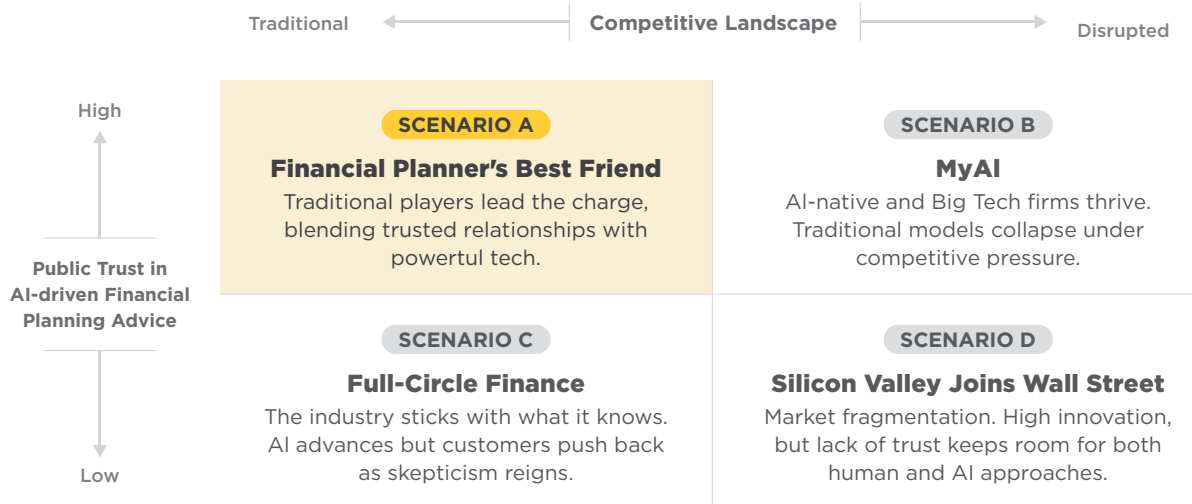 Traditional
Competitive Landscape
Disrupted
High
Public Trust in
AI-driven Financial
Planning Advice
Low
SCENARIO A
Financial Planner's Best Friend
Traditional players lead the charge,
blending trusted relationships with
powerful tech.
SCENARIO B
MyAI
AI-native and Big Tech firms thrive.
Traditional models collapse under
competitive pressure.
SCENARIO C
Full-Circle Finance
The industry sticks with what it knows.
AI advances but customers push back
as skepticism reigns.
SCENARIO D
Silicon Valley Joins Wall Street
Market fragmentation. High innovation,
but lack of trust keeps room for both
human and AI approaches.